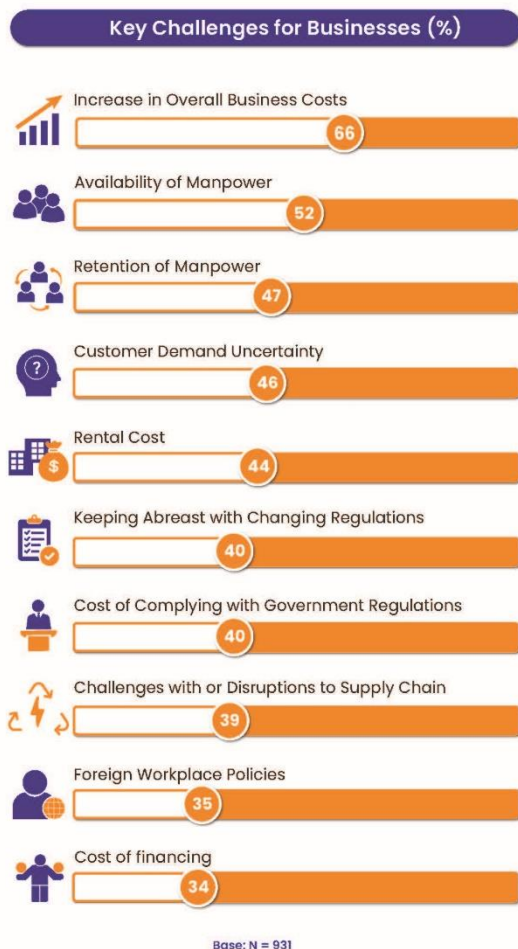 Key Challenges for Businesses (%)
Increase in Overall Business Costs
66
Availability of Manpower
52
Retention of Manpower
47
?
Customer Demand Uncertainty
46
$
Rental Cost
44
Keeping Abreast with Changing Regulations
40
Cost of Complying with Government Regulations
40
Challenges with or Disruptions to Supply Chain
39
Foreign Workplace Policies
35
Cost of financing
34
Base: N = 931